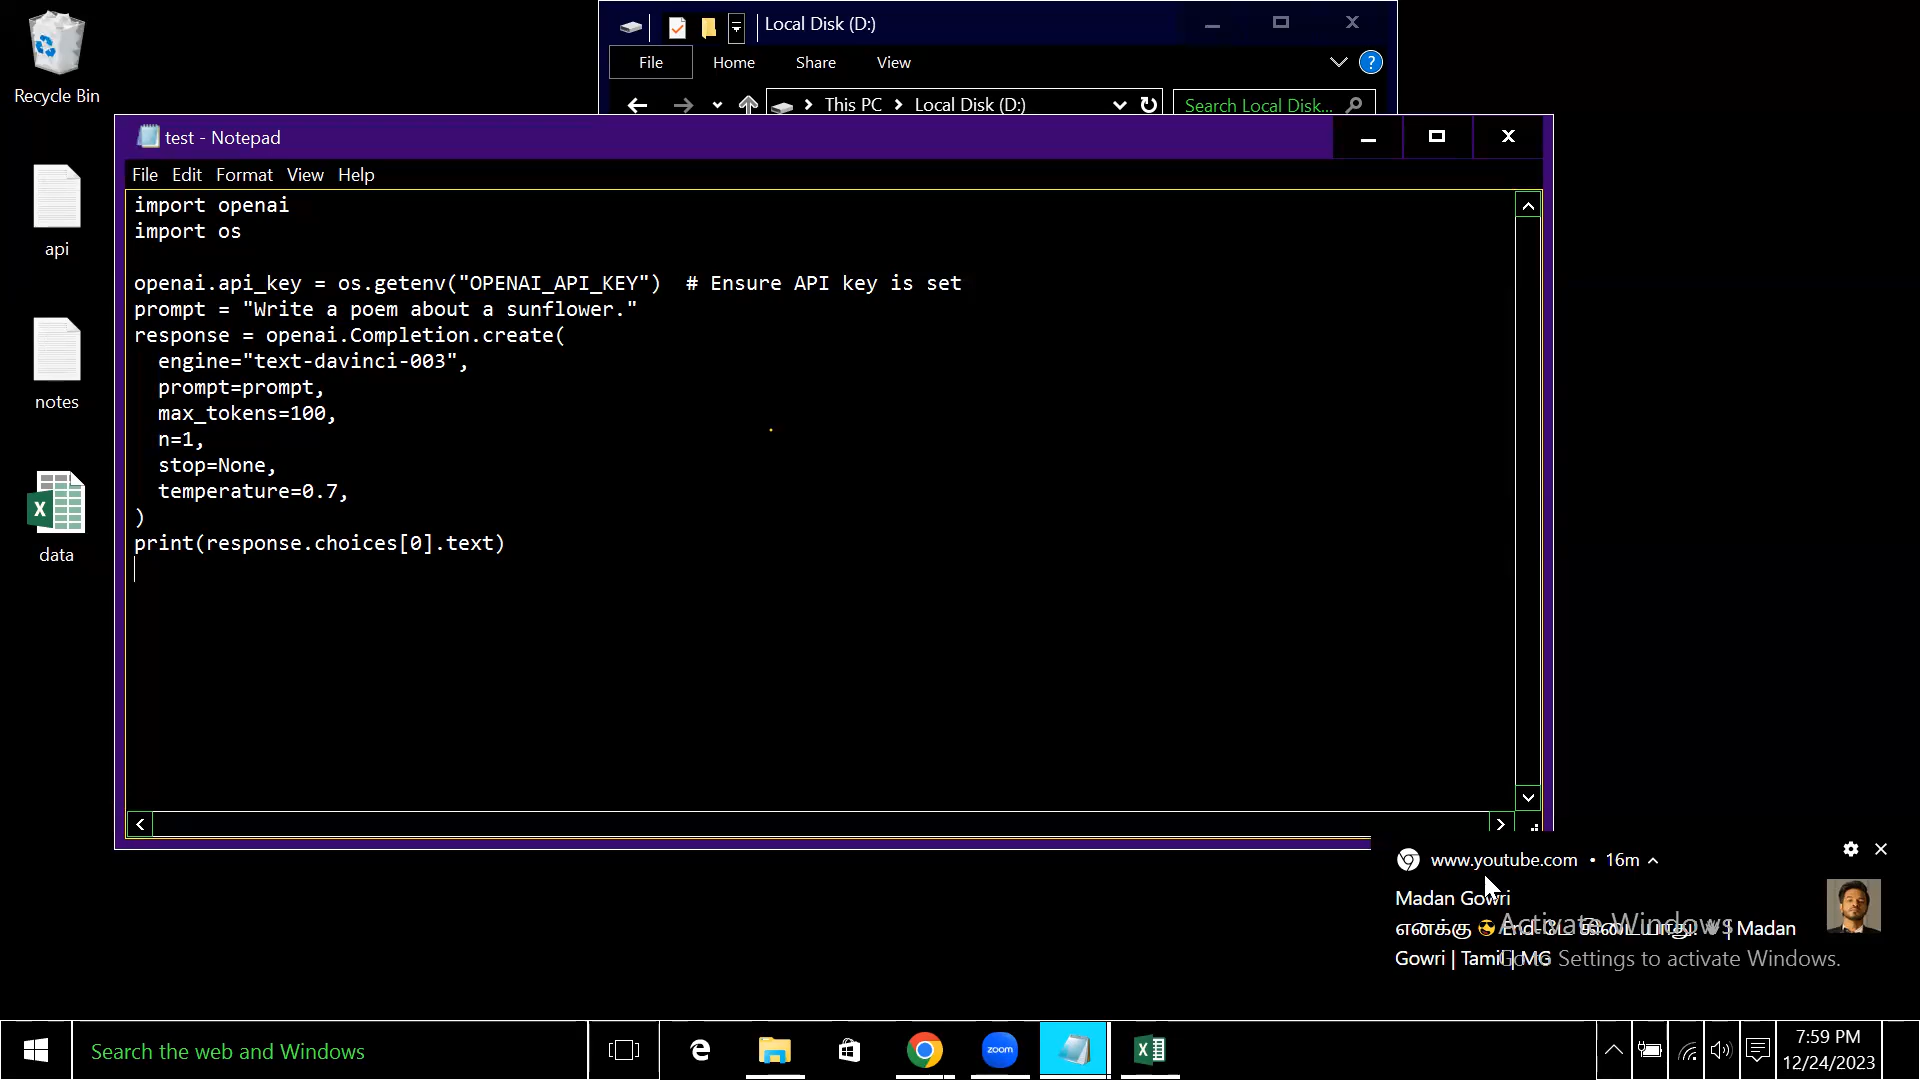 Recycle Bin
api
notes
data
Local Disk (D:)
File Home Share View
This PC Local Disk (D:) Search Local Disk...
test - Notepad
File Edit Format View Help
import openai
import os
openai.api_key = os.getenv("OPENAI_API_KEY")  # Ensure API key is set
prompt = "Write a poem about a sunflower."
response = openai.Completion.create(
  engine="text-davinci-003",
  prompt=prompt,
  max_tokens=100,
  n=1,
  stop=None,
  temperature=0.7,
)
print(response.choices[0].text)
www.youtube.com • 16m
Madan Gowri
எனக்கு 😎 | Madan
Gowri | Tamil | MG
Activate Windows
Go to Settings to activate Windows.
Search the web and Windows
zoom
7:59 PM
12/24/2023